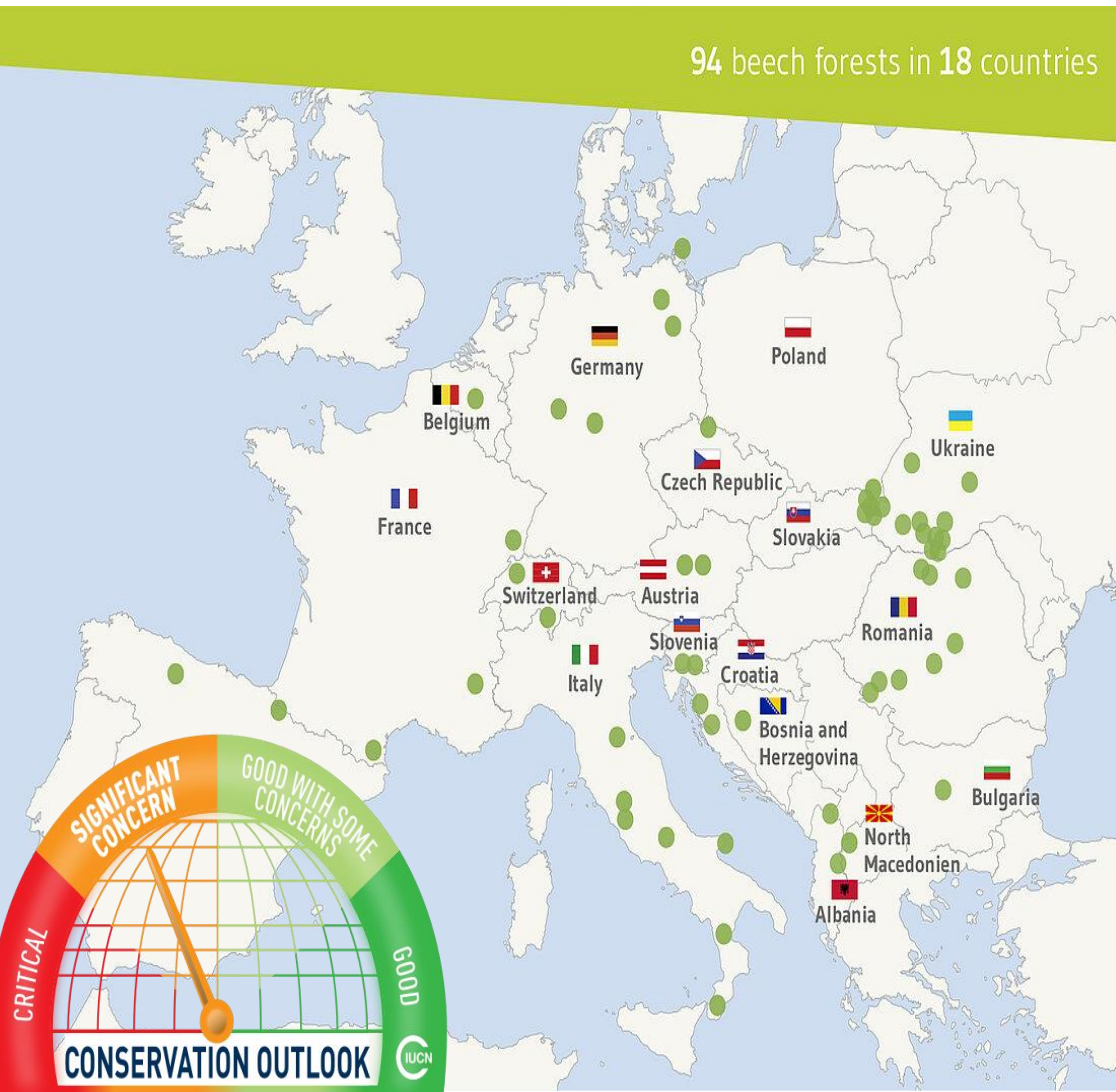 94 beech forests in 18 countries
Germany
Poland
Belgium
Ukraine
Czech Republic
France
Slovakia
Switzerland
Austria
Romania
Slovenia
Croatia
Italy
Bosnia and
Herzegovina
Bulgaria
North
Macedonien
Albania
SIGNIFICANT
CONCERN
GOOD WITH SOME
CONCERNS
CRITICAL
GOOD
CONSERVATION OUTLOOK
IUCN